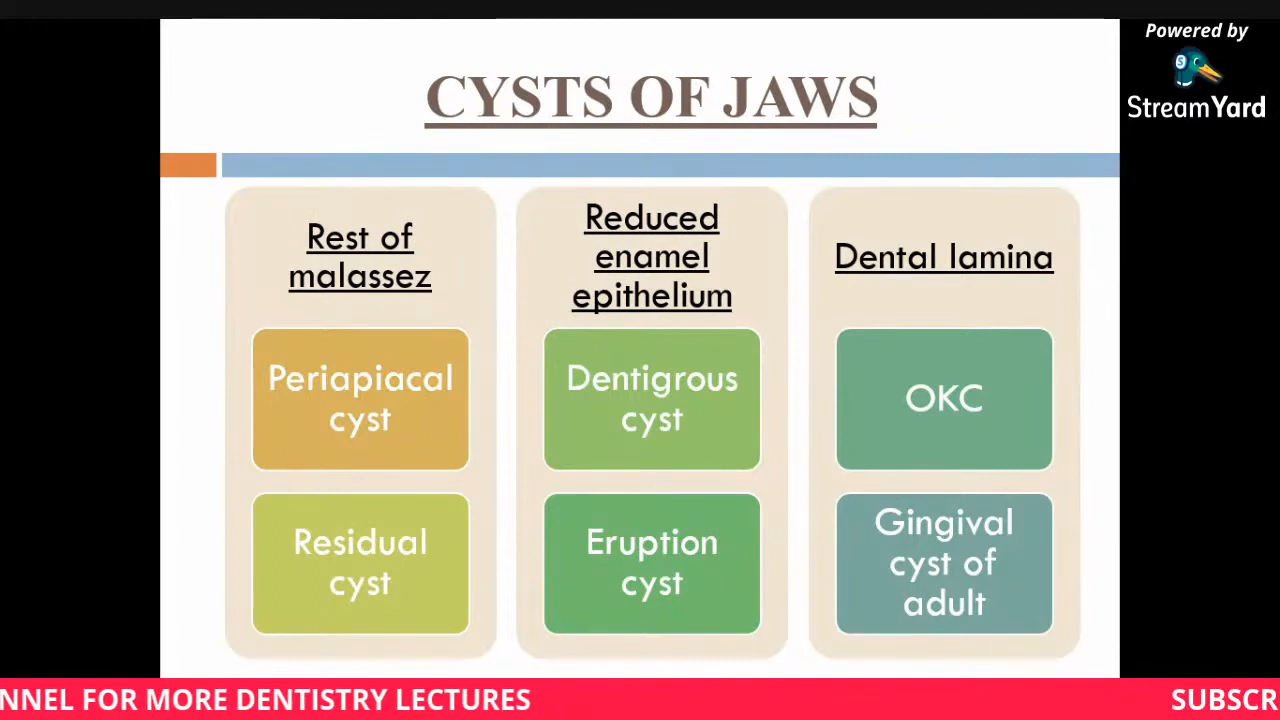 Powered by
StreamYard
CYSTS OF JAWS
Rest of
malassez
Periapiacal
cyst
Residual
cyst
Reduced
enamel
epithelium
Dentigrous
cyst
Eruption
cyst
Dental lamina
OKC
Gingival
cyst of
adult
NNEL FOR MORE DENTISTRY LECTURES
SUBSCR